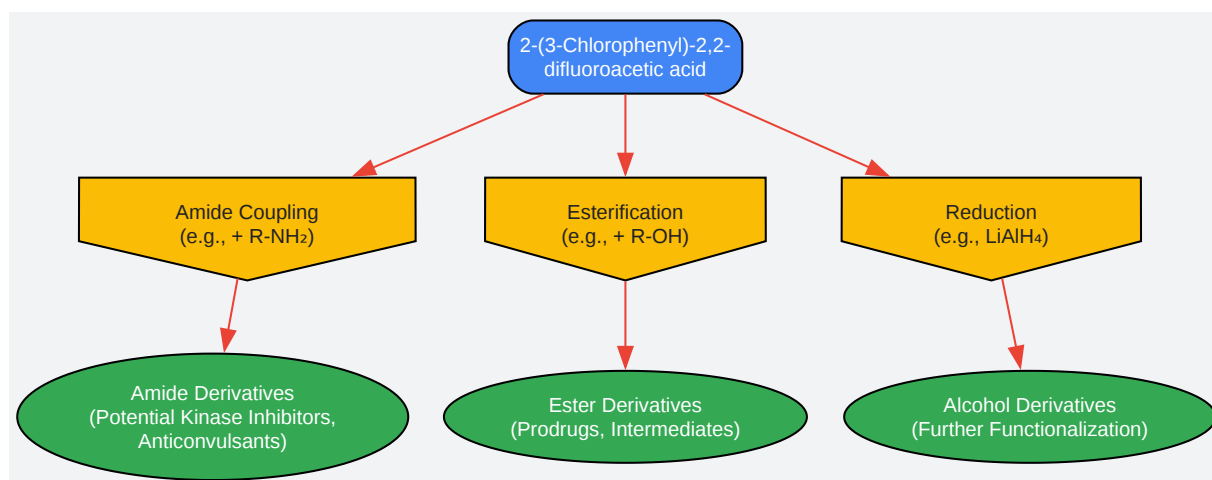 2-(3-Chlorophenyl)-2,2-
difluoroacetic acid
Amide Coupling
(e.g., + R-NH₂)
Esterification
(e.g., + R-OH)
Reduction
(e.g., LiAlH₄)
Amide Derivatives
(Potential Kinase Inhibitors,
Anticonvulsants)
Ester Derivatives
(Prodrugs, Intermediates)
Alcohol Derivatives
(Further Functionalization)